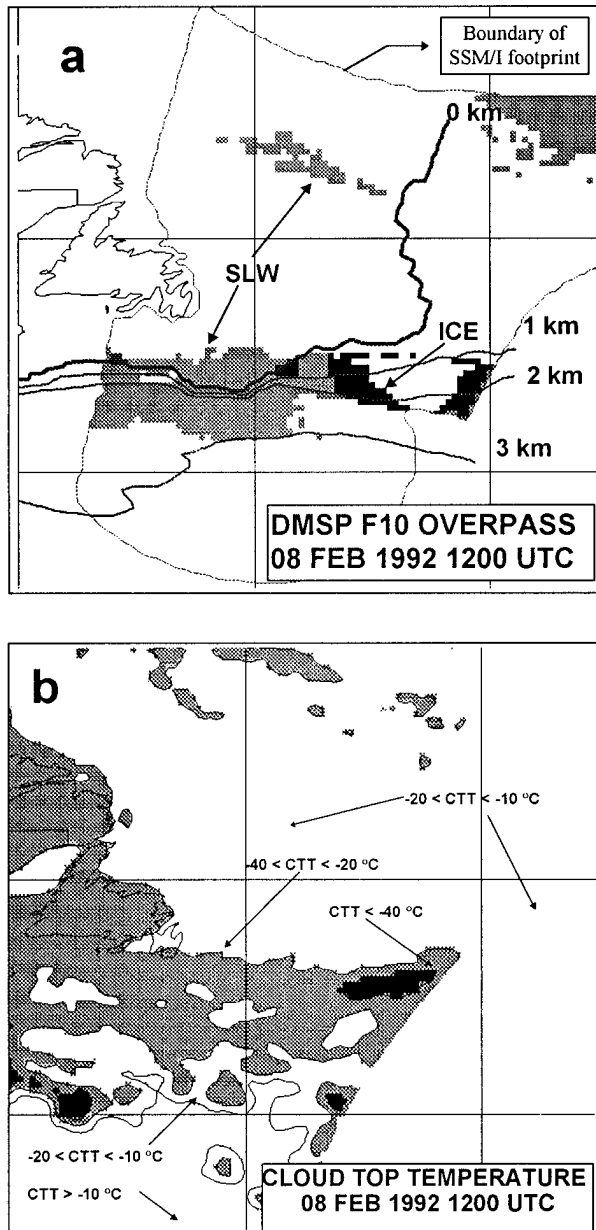 a
Boundary of
SSM/I footprint
0 km
SLW
ICE
1 km
2 km
3 km
DMSP F10 OVERPASS
08 FEB 1992 1200 UTC
b
-20 < CTT < -10 °C
-40 < CTT < -20 °C
CTT < -40 °C
-20 < CTT < -10 °C
CTT > -10 °C
CLOUD TOP TEMPERATURE
08 FEB 1992 1200 UTC